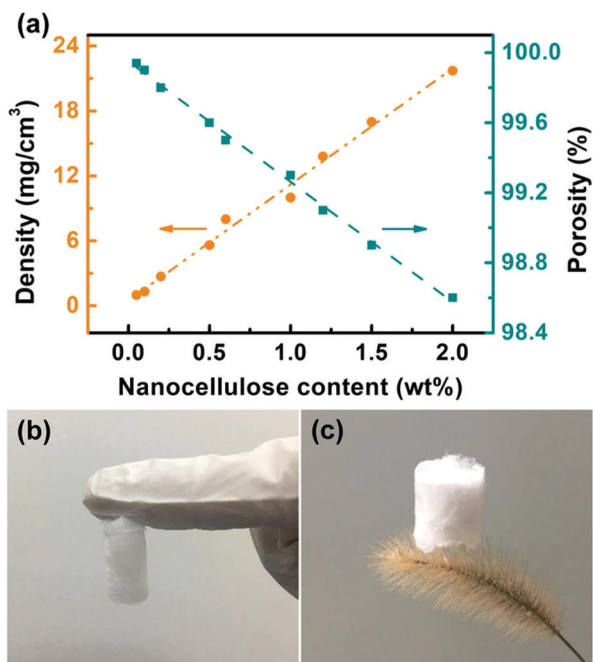 (a)
24
18
12
6
0
Density (mg/cm³)
100.0
99.6
99.2
98.8
98.4
Porosity (%)
0.0 0.5 1.0 1.5 2.0
Nanocellulose content (wt%)
(b)
(c)